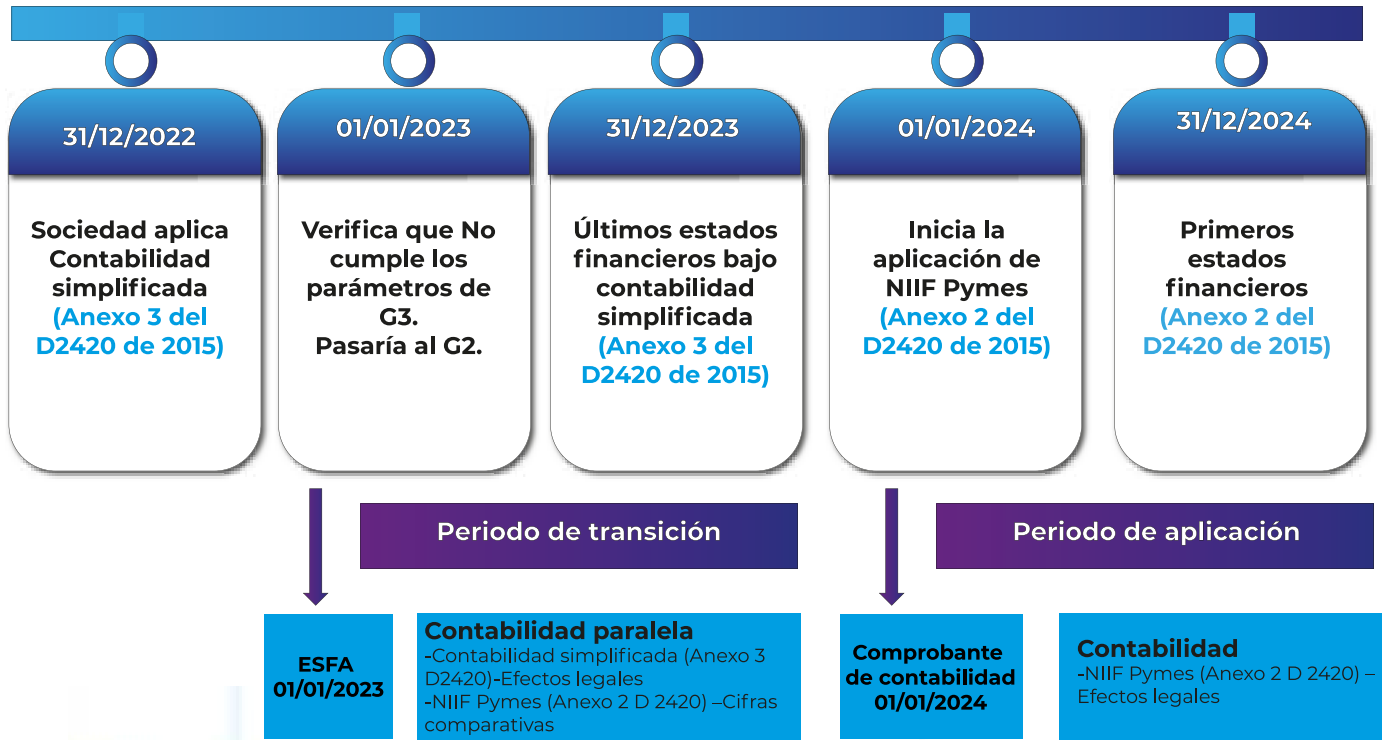 31/12/2022
Sociedad aplica
Contabilidad
simplificada
(Anexo 3 del
D2420 de 2015)
01/01/2023
Verifica que No
cumple los
parámetros de
G3.
Pasaría al G2.
31/12/2023
Últimos estados
financieros bajo
contabilidad
simplificada
(Anexo 3 del
D2420 de 2015)
01/01/2024
Inicia la
aplicación de
NIIF Pymes
(Anexo 2 del
D2420 de 2015)
31/12/2024
Primeros
estados
financieros
(Anexo 2 del
D2420 de 2015)
Periodo de transición
Periodo de aplicación
ESFA
01/01/2023
Contabilidad paralela
-Contabilidad simplificada (Anexo 3
D2420)-Efectos legales
-NIIF Pymes (Anexo 2 D 2420) –Cifras
comparativas
Comprobante
de contabilidad
01/01/2024
Contabilidad
-NIIF Pymes (Anexo 2 D 2420) –
Efectos legales